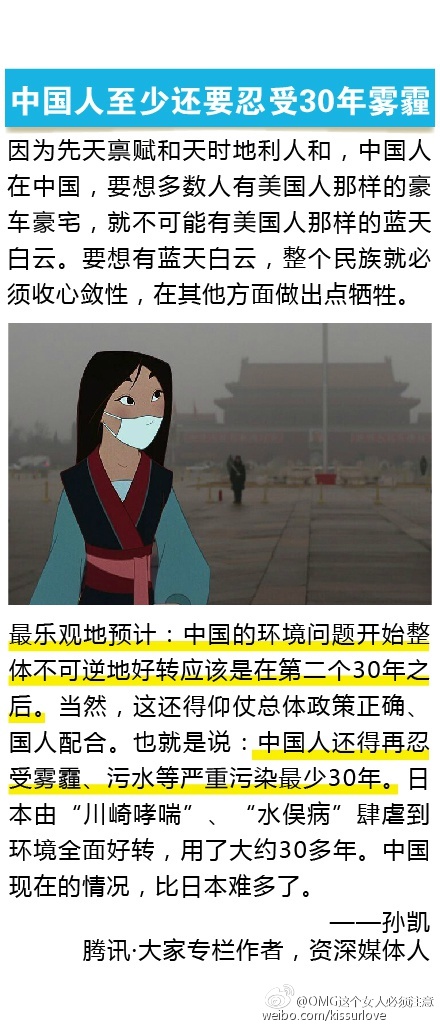 中国人至少还要忍受30年雾霾
因为先天禀赋和天时地利人和，中国人
在中国，要想多数人有美国人那样的豪
车豪宅，就不可能有美国人那样的蓝天
白云。要想有蓝天白云，整个民族就必
须收心敛性，在其他方面做出点牺牲。
最乐观地预计：中国的环境问题开始整
体不可逆地好转应该是在第二个30年之
后。当然，这还得仰仗总体政策正确、
国人配合。也就是说：中国人还得再忍
受雾霾、污水等严重污染最少30年。日
本由“川崎哮喘”、“水俣病”肆虐到
环境全面好转，用了大约30多年。中国
现在的情况，比日本难多了。
——孙凯
腾讯·大家专栏作者，资深媒体人
@OMG这个女人必须注意
weibo.com/kissurlove